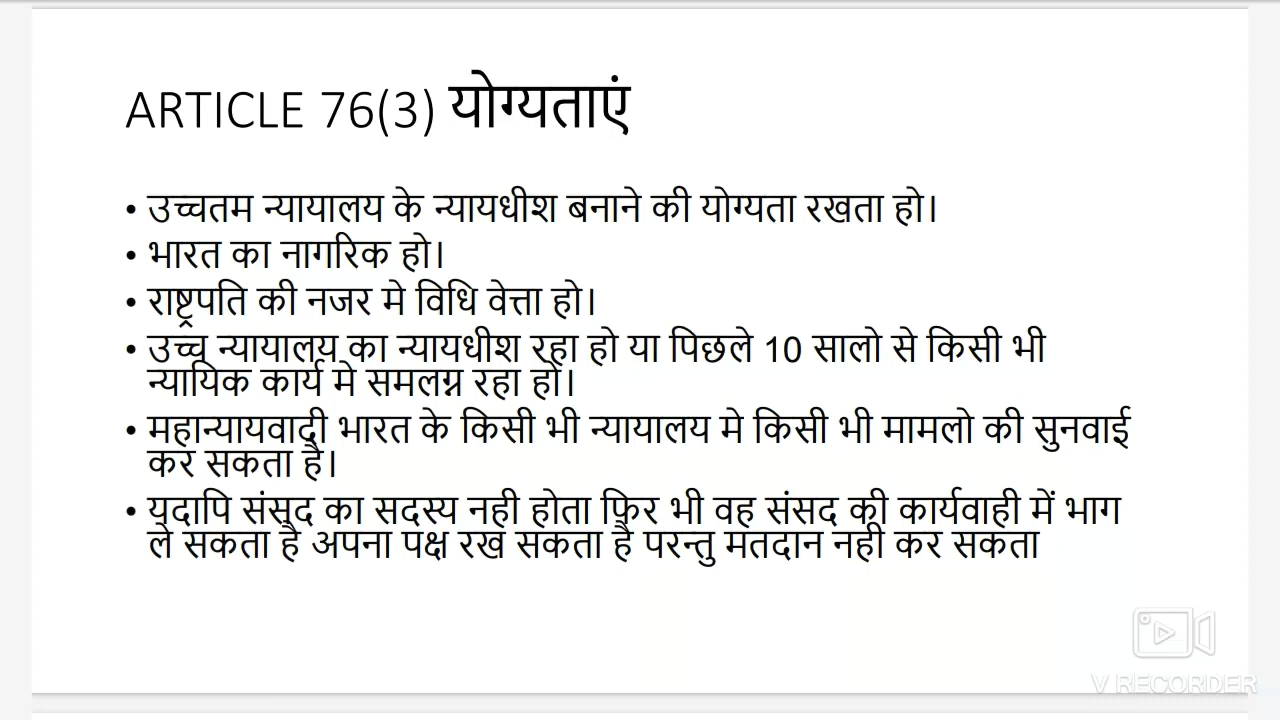 ARTICLE 76(3) योग्यताएं
• उच्चतम न्यायालय के न्यायधीश बनाने की योग्यता रखता हो।
• भारत का नागरिक हो।
• राष्ट्रपति की नजर मे विधि वेत्ता हो।
• उच्च न्यायालय का न्यायधीश रहा हो या पिछले 10 सालो से किसी भी
न्यायिक कार्य मे समलग्न रहा हो।
• महान्यायवादी भारत के किसी भी न्यायालय मे किसी भी मामलो की सुनवाई
कर सकता है।
• यदापि संसद का सदस्य नही होता फिर भी वह संसद की कार्यवाही में भाग
ले सकता है अपना पक्ष रख सकता है परन्तु मतदान नही कर सकता
V RECORDER